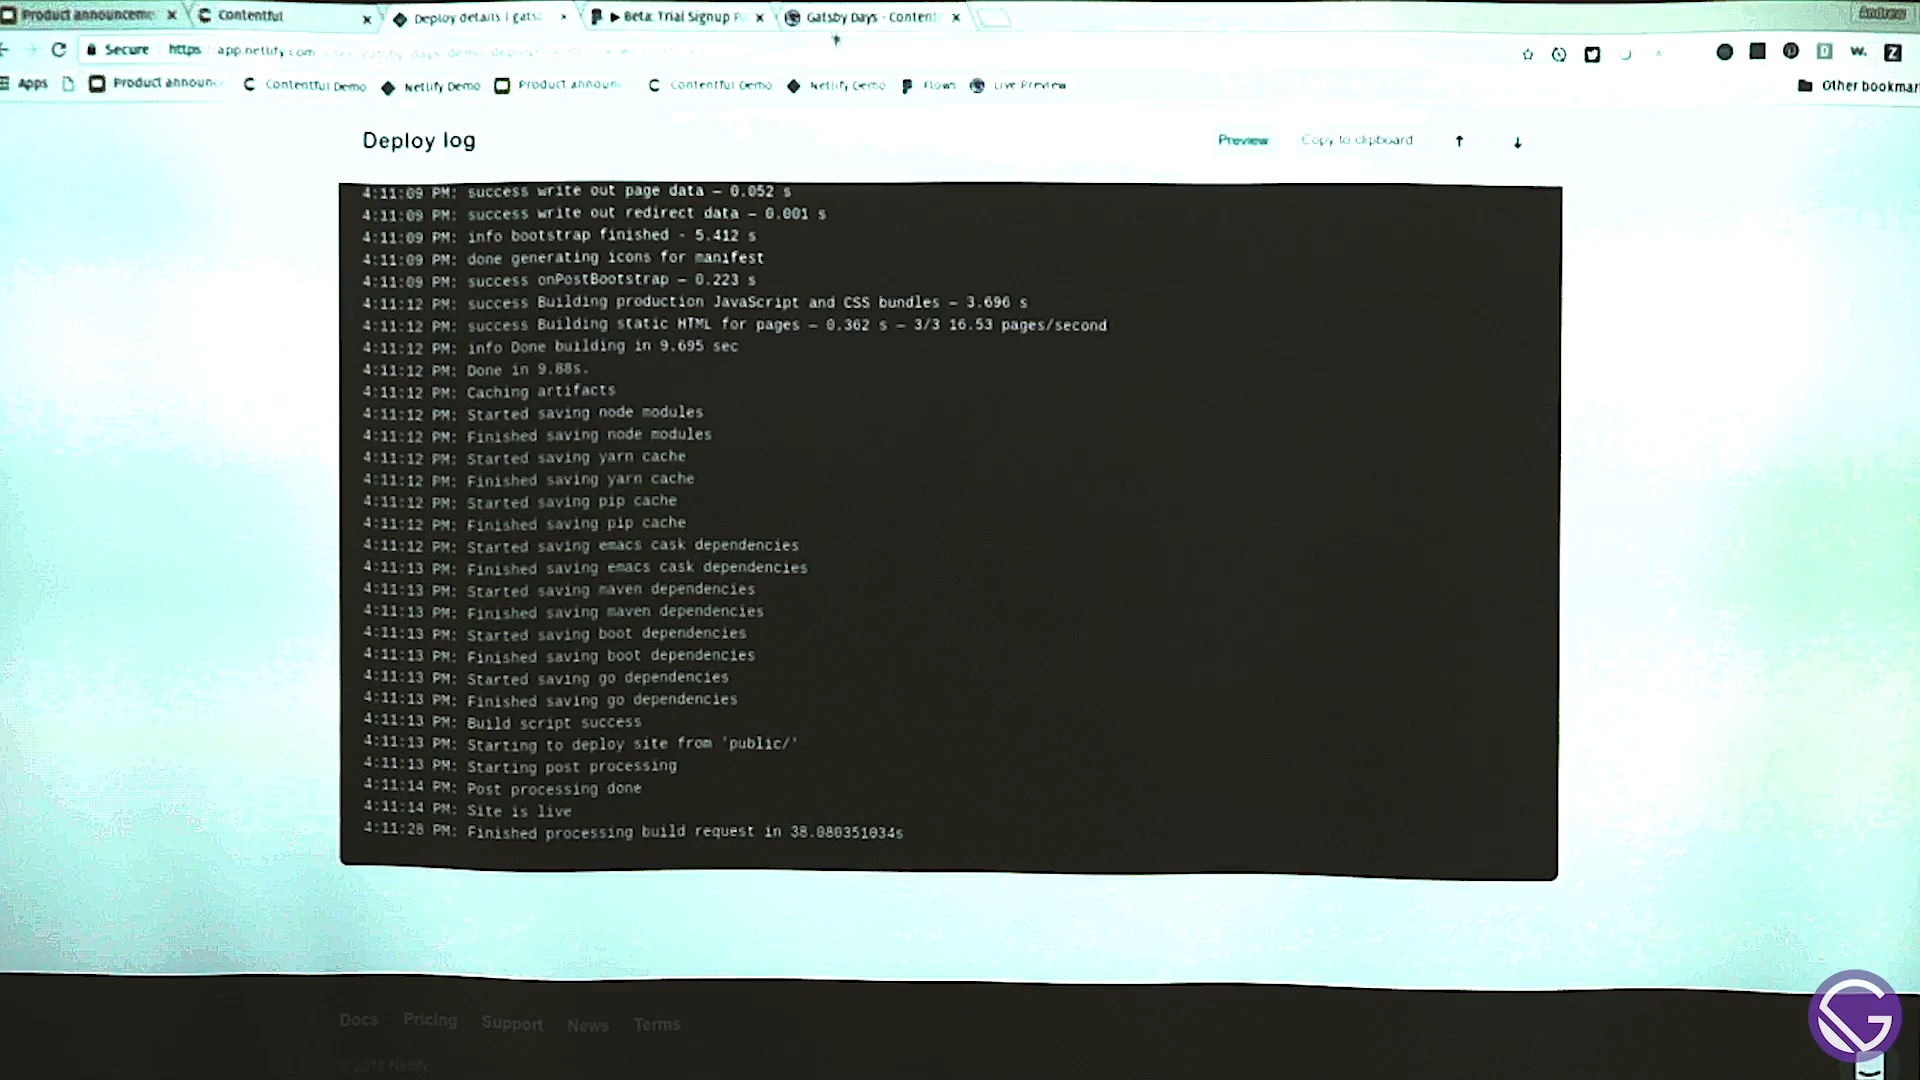 Product announceme
Contentful
Deploy details | gats
Beta: Trial Signup P
Gatsby Days - Content
Andrew
Secure
https
app.netlify.com
Apps
Product announc
Contentful Demo
Netlify Demo
Product announ
Contentful Demo
Netlify Demo
Flown
Live Preview
Other bookmar
Deploy log
Preview
Copy to clipboard
4:11:09 PM: success write out page data — 0.052 s
4:11:09 PM: success write out redirect data — 0.001 s
4:11:09 PM: info bootstrap finished - 5.412 s
4:11:09 PM: done generating icons for manifest
4:11:09 PM: success onPostBootstrap — 0.223 s
4:11:12 PM: success Building production JavaScript and CSS bundles — 3.696 s
4:11:12 PM: success Building static HTML for pages — 0.362 s — 3/3 16.53 pages/second
4:11:12 PM: info Done building in 9.695 sec
4:11:12 PM: Done in 9.88s.
4:11:12 PM: Caching artifacts
4:11:12 PM: Started saving node modules
4:11:12 PM: Finished saving node modules
4:11:12 PM: Started saving yarn cache
4:11:12 PM: Finished saving yarn cache
4:11:12 PM: Started saving pip cache
4:11:12 PM: Finished saving pip cache
4:11:12 PM: Started saving emacs cask dependencies
4:11:13 PM: Finished saving emacs cask dependencies
4:11:13 PM: Started saving maven dependencies
4:11:13 PM: Finished saving maven dependencies
4:11:13 PM: Started saving boot dependencies
4:11:13 PM: Finished saving boot dependencies
4:11:13 PM: Started saving go dependencies
4:11:13 PM: Finished saving go dependencies
4:11:13 PM: Build script success
4:11:13 PM: Starting to deploy site from 'public/'
4:11:13 PM: Starting post processing
4:11:14 PM: Post processing done
4:11:14 PM: Site is live
4:11:28 PM: Finished processing build request in 38.080351034s
Docs Pricing Support News Terms
© 2018 Netlify